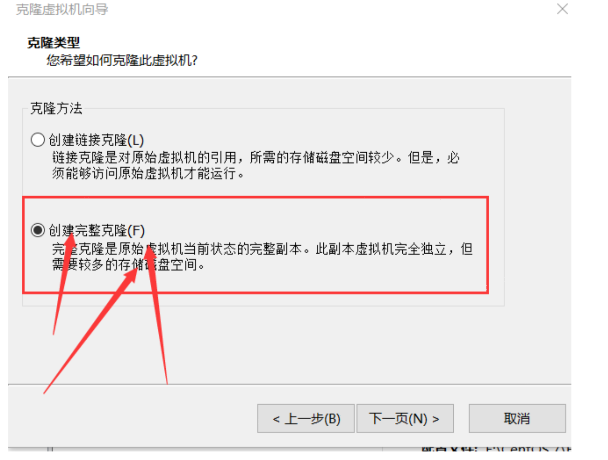 克隆虚拟机向导
克隆类型
您希望如何克隆此虚拟机?
克隆方法
创建链接克隆(L)
链接克隆是对原始虚拟机的引用，所需的存储磁盘空间较少。但是，必
须能够访问原始虚拟机才能运行。
创建完整克隆(F)
完整克隆是原始虚拟机当前状态的完整副本。此副本虚拟机完全独立，但
需要较多的存储磁盘空间。
< 上一步(B)
下一页(N) >
取消